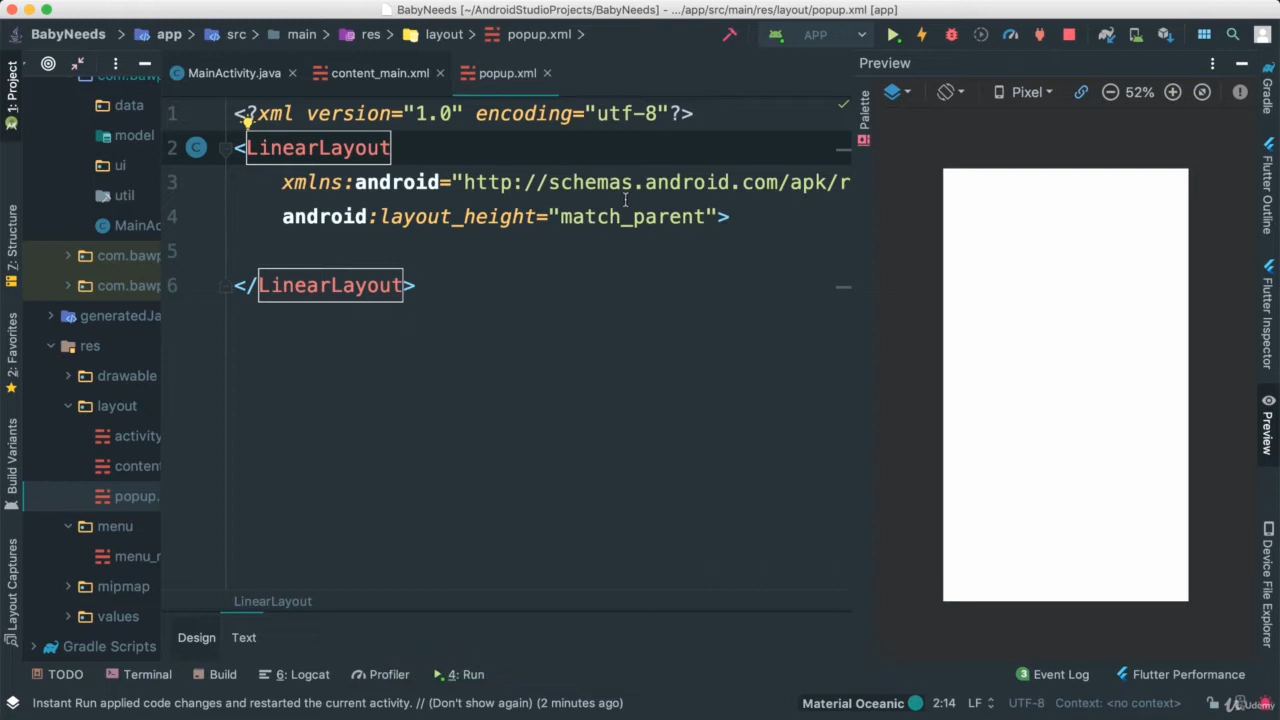 BabyNeeds [~/AndroidStudioProjects/BabyNeeds] - .../app/src/main/res/layout/popup.xml [app]
BabyNeeds app src main res layout popup.xml APP
1: Project
7: Structure
2: Favorites
Build Variants
Layout Captures
com.bawp
data
model
ui
util
MainAc
com.bawp
com.bawp
generatedJa
res
drawable
layout
activity
content
popup.
menu
menu_r
mipmap
values
Gradle Scripts
MainActivity.java content_main.xml popup.xml
1 <?xml version="1.0" encoding="utf-8"?>
2 <LinearLayout
3 xmlns:android="http://schemas.android.com/apk/r
4 android:layout_height="match_parent">
5
6 </LinearLayout>
LinearLayout
Design Text
Preview
Palette
Pixel 52%
Gradle
Flutter Outline
Flutter Inspector
Preview
Device File Explorer
TODO Terminal Build 6: Logcat Profiler 4: Run 3 Event Log Flutter Performance
Instant Run applied code changes and restarted the current activity. // (Don't show again) (2 minutes ago) Material Oceanic 2:14 LF UTF-8 Context: <no context>
Udemy